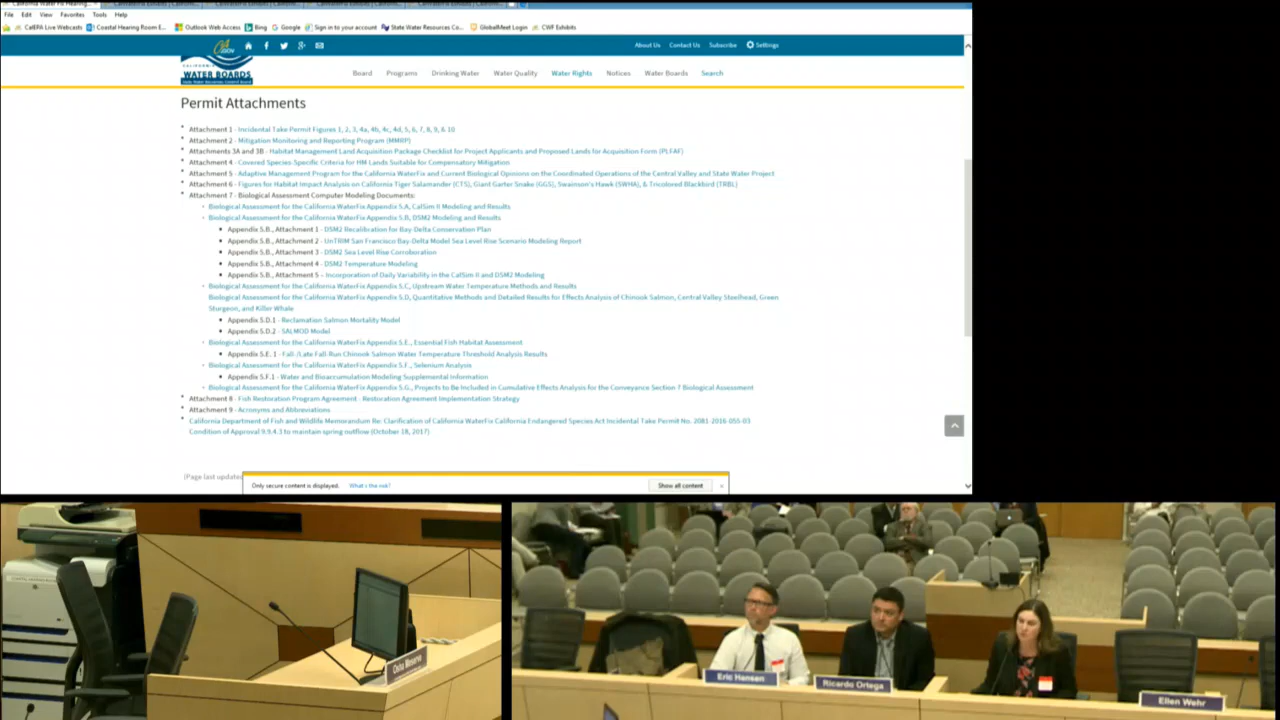 File Edit View Favorites Tools Help
CalEPA Live Webcasts Coastal Hearing Room E... Outlook Web Access Bing Google Sign in to your account State Water Resources Co... GlobalMeet Login CWF Exhibits
CA.GOV About Us Contact Us Subscribe Settings
CALIFORNIA
WATER BOARDS
Board Programs Drinking Water Water Quality Water Rights Notices Water Boards Search
Permit Attachments
Attachment 1 - Incidental Take Permit Figures 1, 2, 3, 4a, 4b, 4c, 4d, 5, 6, 7, 8, 9, & 10
Attachment 2 - Mitigation Monitoring and Reporting Program (MMRP)
Attachments 3A and 3B - Habitat Management Land Acquisition Package Checklist for Project Applicants and Proposed Lands for Acquisition Form (PLFAF)
Attachment 4 - Covered Species-Specific Criteria for HM Lands Suitable for Compensatory Mitigation
Attachment 5 - Adaptive Management Program for the California WaterFix and Current Biological Opinions on the Coordinated Operations of the Central Valley and State Water Project
Attachment 6 - Figures for Habitat Impact Analysis on California Tiger Salamander (CTS), Giant Garter Snake (GGS), Swainson's Hawk (SWHA), & Tricolored Blackbird (TRBL)
Attachment 7 - Biological Assessment Computer Modeling Documents:
Biological Assessment for the California WaterFix Appendix 5.A, CalSim II Modeling and Results
Biological Assessment for the California WaterFix Appendix 5.B, DSM2 Modeling and Results
Appendix 5.B., Attachment 1 - DSM2 Recalibration for Bay-Delta Conservation Plan
Appendix 5.B., Attachment 2 - UnTRIM San Francisco Bay-Delta Model Sea Level Rise Scenario Modeling Report
Appendix 5.B., Attachment 3 - DSM2 Sea Level Rise Corroboration
Appendix 5.B., Attachment 4 - DSM2 Temperature Modeling
Appendix 5.B., Attachment 5 – Incorporation of Daily Variability in the CalSim II and DSM2 Modeling
Biological Assessment for the California WaterFix Appendix 5.C, Upstream Water Temperature Methods and Results
Biological Assessment for the California WaterFix Appendix 5.D, Quantitative Methods and Detailed Results for Effects Analysis of Chinook Salmon, Central Valley Steelhead, Green
Sturgeon, and Killer Whale
Appendix 5.D.1 - Reclamation Salmon Mortality Model
Appendix 5.D.2 - SALMOD Model
Biological Assessment for the California WaterFix Appendix 5.E., Essential Fish Habitat Assessment
Appendix 5.E. 1 - Fall-/Late Fall-Run Chinook Salmon Water Temperature Threshold Analysis Results
Biological Assessment for the California WaterFix Appendix 5.F., Selenium Analysis
Appendix 5.F.1 - Water and Bioaccumulation Modeling Supplemental Information
Biological Assessment for the California WaterFix Appendix 5.G., Projects to Be Included in Cumulative Effects Analysis for the Conveyance Section 7 Biological Assessment
Attachment 8 - Fish Restoration Program Agreement - Restoration Agreement Implementation Strategy
Attachment 9 - Acronyms and Abbreviations
California Department of Fish and Wildlife Memorandum Re: Clarification of California WaterFix California Endangered Species Act Incidental Take Permit No. 2081-2016-055-03
Condition of Approval 9.9.4.3 to maintain spring outflow (October 18, 2017)
(Page last update
Only secure content is displayed. What's the risk? Show all content ×
Osha Meserve
Eric Hansen
Ricardo Ortega
Ellen Wehr